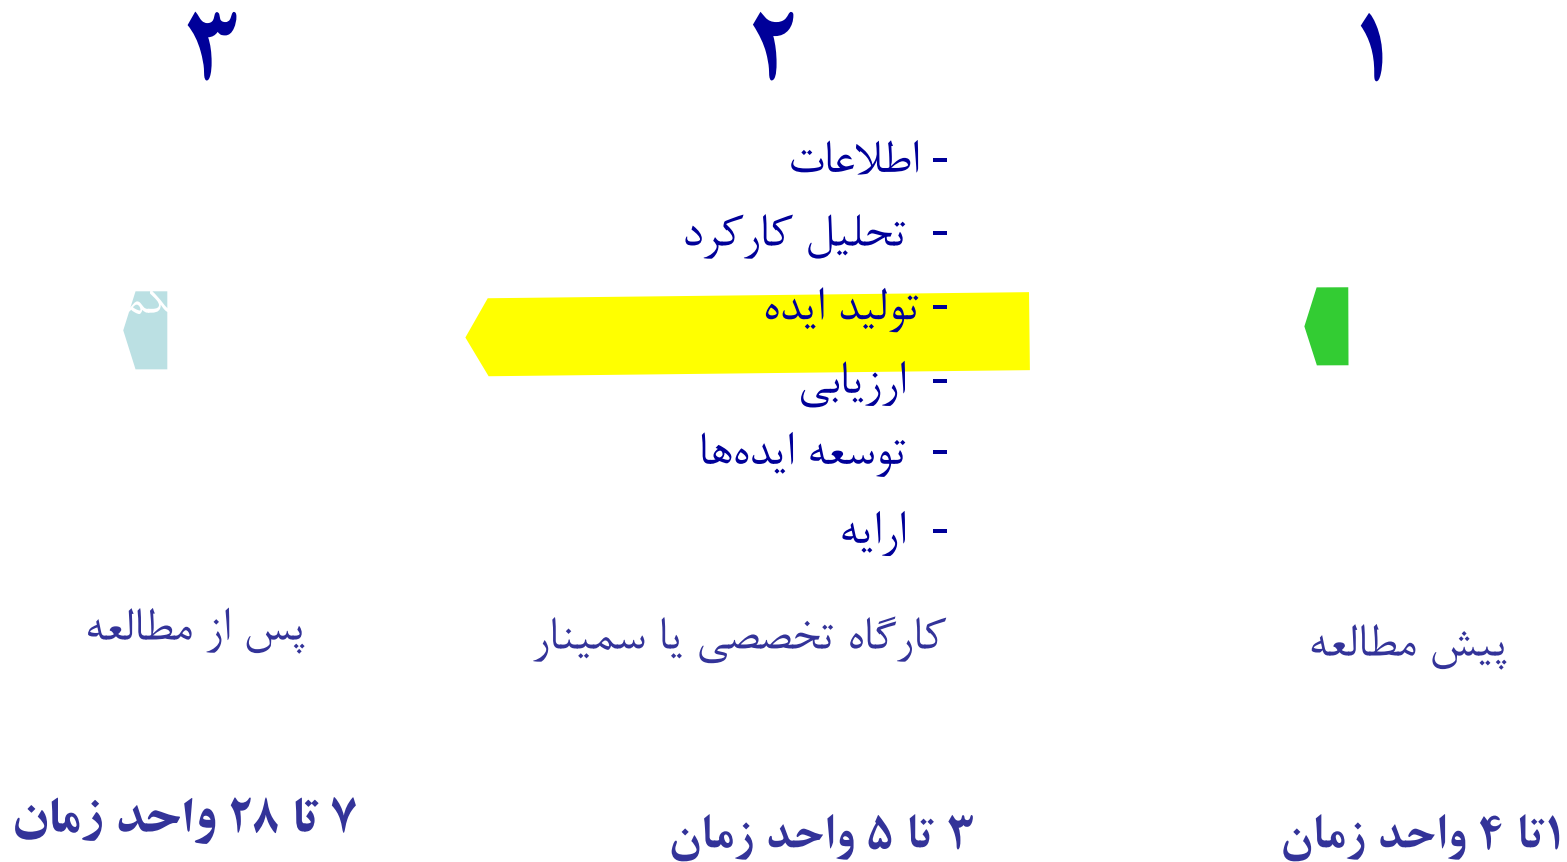 ۱
۲
۳
- اطلاعات
- تحلیل کارکرد
- تولید ایده
- ارزیابی
- توسعه ایده‌ها
- ارایه
پیش مطالعه
کارگاه تخصصی یا سمینار
پس از مطالعه
۱تا ۴ واحد زمان
۳ تا ۵ واحد زمان
۷ تا ۲۸ واحد زمان